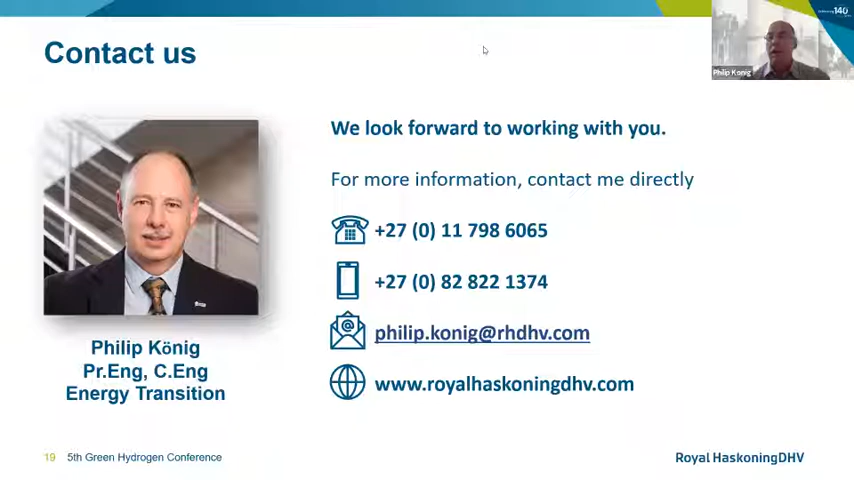 Contact us
140
Philip Konig
We look forward to working with you.
For more information, contact me directly
+27 (0) 11 798 6065
+27 (0) 82 822 1374
philip.konig@rhdhv.com
www.royalhaskoningdhv.com
Philip König
Pr.Eng, C.Eng
Energy Transition
19 5th Green Hydrogen Conference
Royal HaskoningDHV